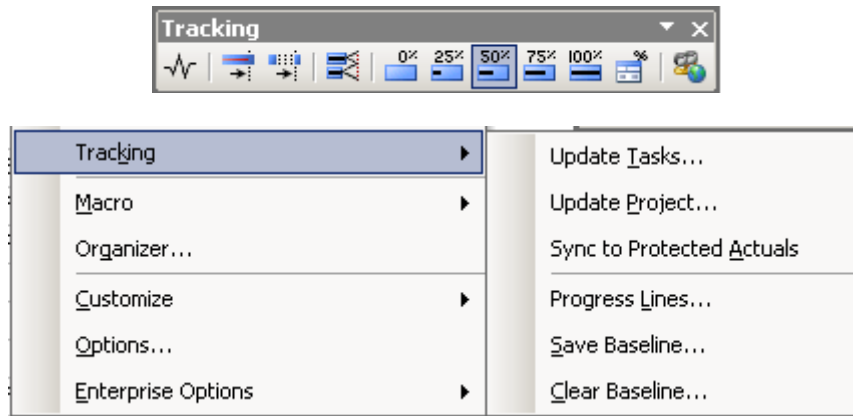 Tracking
0% 25% 50% 75% 100% %
Tracking
Macro
Organizer...
Customize
Options...
Enterprise Options
Update Tasks...
Update Project...
Sync to Protected Actuals
Progress Lines...
Save Baseline...
Clear Baseline...